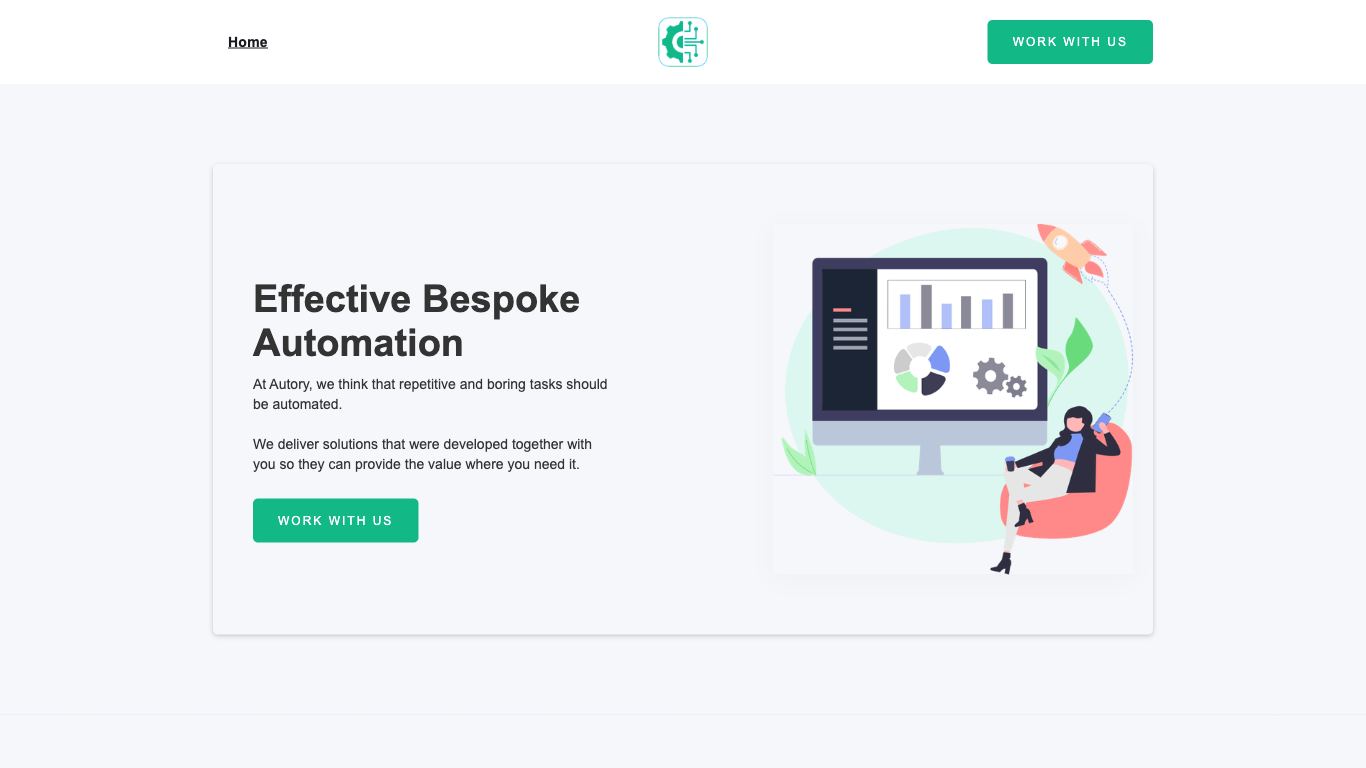 Home
WORK WITH US
Effective Bespoke
Automation
At Autory, we think that repetitive and boring tasks should
be automated.
We deliver solutions that were developed together with
you so they can provide the value where you need it.
WORK WITH US